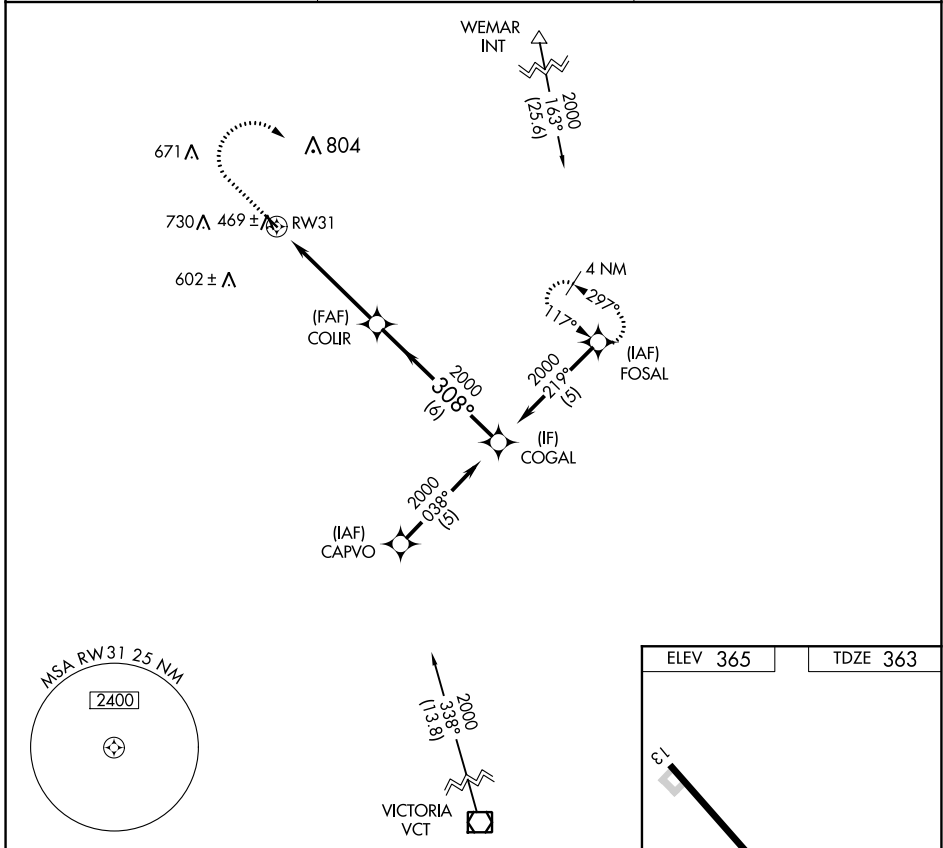 WEMAR
INT
2000
163°
(25.6)
671
804
730
469 ±
RW31
602 ±
4 NM
297°
117°
(FAF)
COLIR
(IAF)
FOSAL
2000
219°
(5)
2000
308°
(6)
(IF)
COGAL
2000
038°
(5)
(IAF)
CAPVO
MSA RW31 25 NM
2400
2000
338°
(13.8)
VICTORIA
VCT
ELEV 365
TDZE 363
13